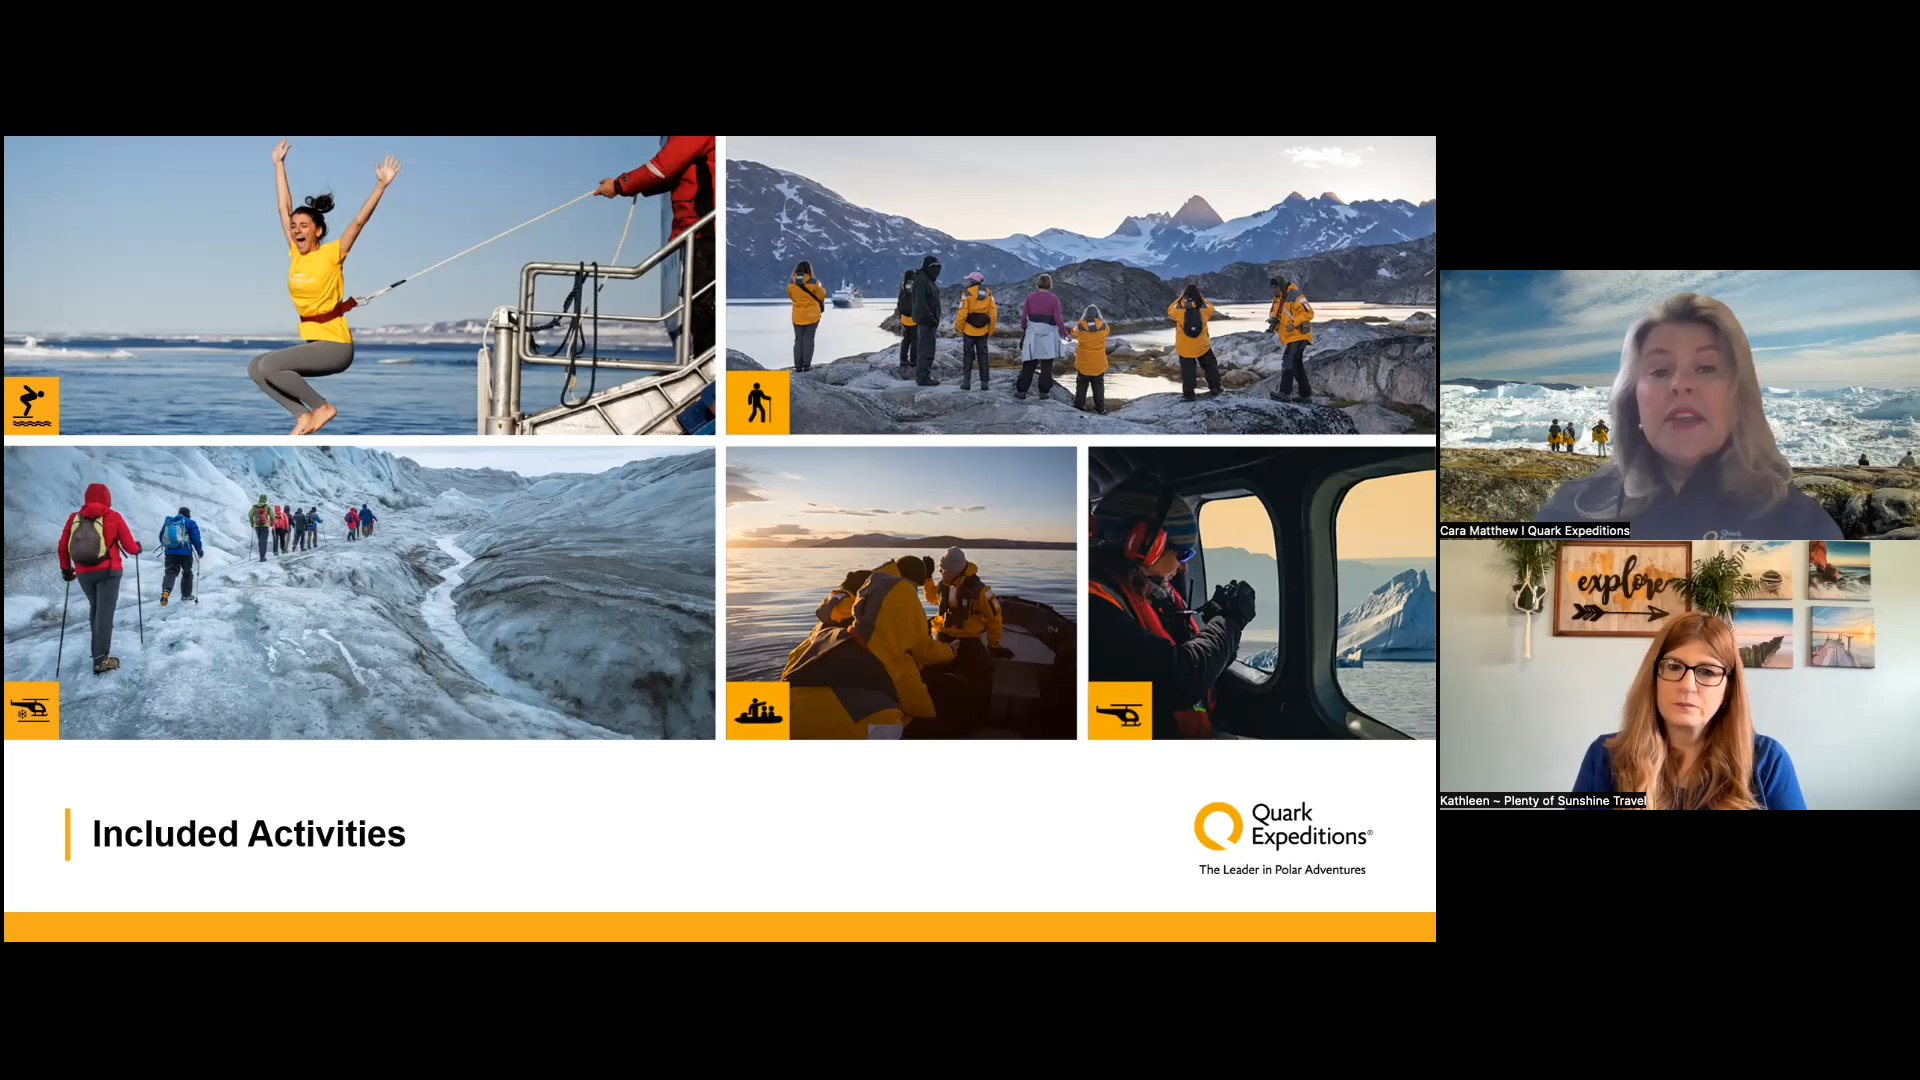 Included Activities
Quark
Expeditions®
The Leader in Polar Adventures
Cara Matthew | Quark Expeditions
explore
Kathleen ~ Plenty of Sunshine Travel